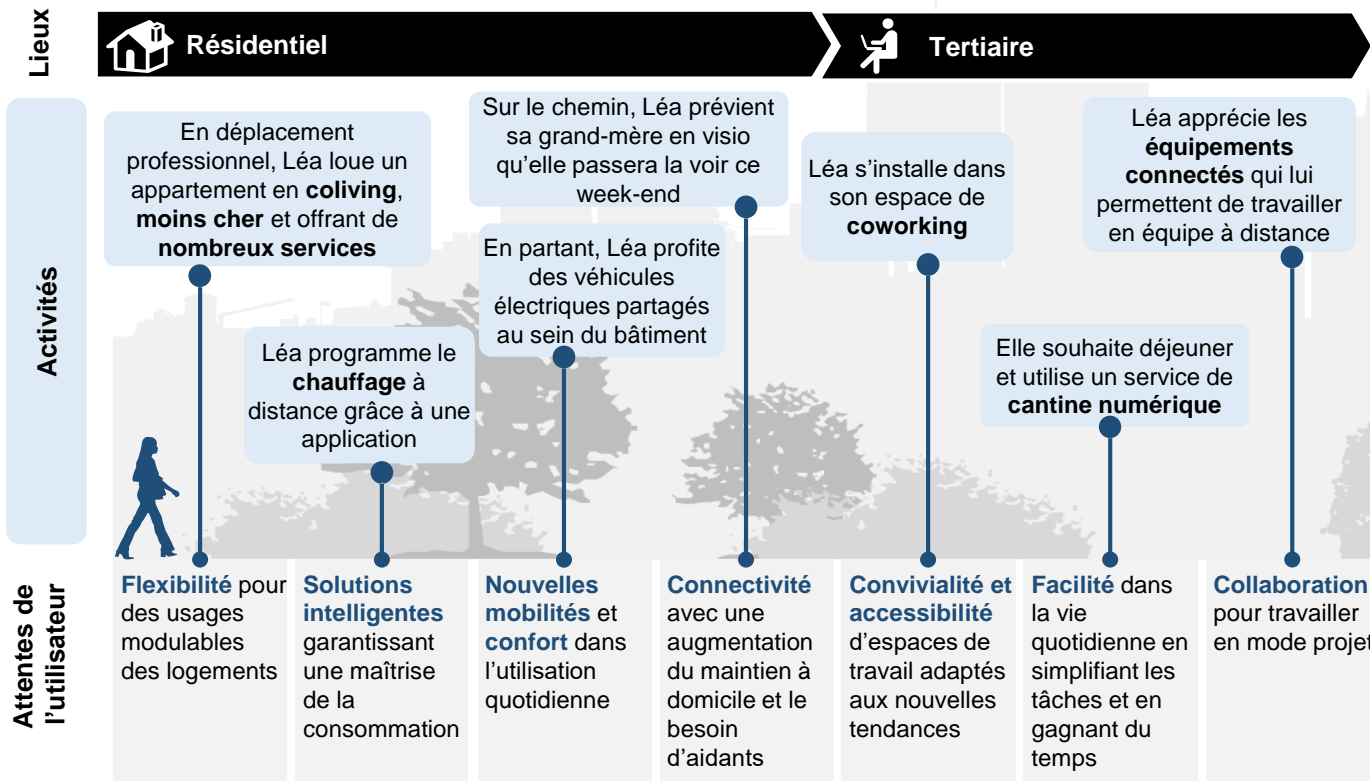 Lieux
Résidentiel
Tertiaire
Activités
En déplacement
professionnel, Léa loue un
appartement en coliving,
moins cher et offrant de
nombreux services
Léa programme le
chauffage à
distance grâce à une
application
Sur le chemin, Léa prévient
sa grand-mère en visio
qu'elle passera la voir ce
week-end
En partant, Léa profite
des véhicules
électriques partagés
au sein du bâtiment
Léa s'installe dans
son espace de
coworking
Elle souhaite déjeuner
et utilise un service de
cantine numérique
Léa apprécie les
équipements
connectés qui lui
permettent de travailler
en équipe à distance
Attentes de
l'utilisateur
Flexibilité pour
des usages
modulables
des logements
Solutions
intelligentes
garantissant
une maîtrise
de la
consommation
Nouvelles
mobilités et
confort dans
l'utilisation
quotidienne
Connectivité
avec une
augmentation
du maintien à
domicile et le
besoin
d'aidants
Convivialité et
accessibilité
d'espaces de
travail adaptés
aux nouvelles
tendances
Facilité dans
la vie
quotidienne en
simplifiant les
tâches et en
gagnant du
temps
Collaboration
pour travailler
en mode projet